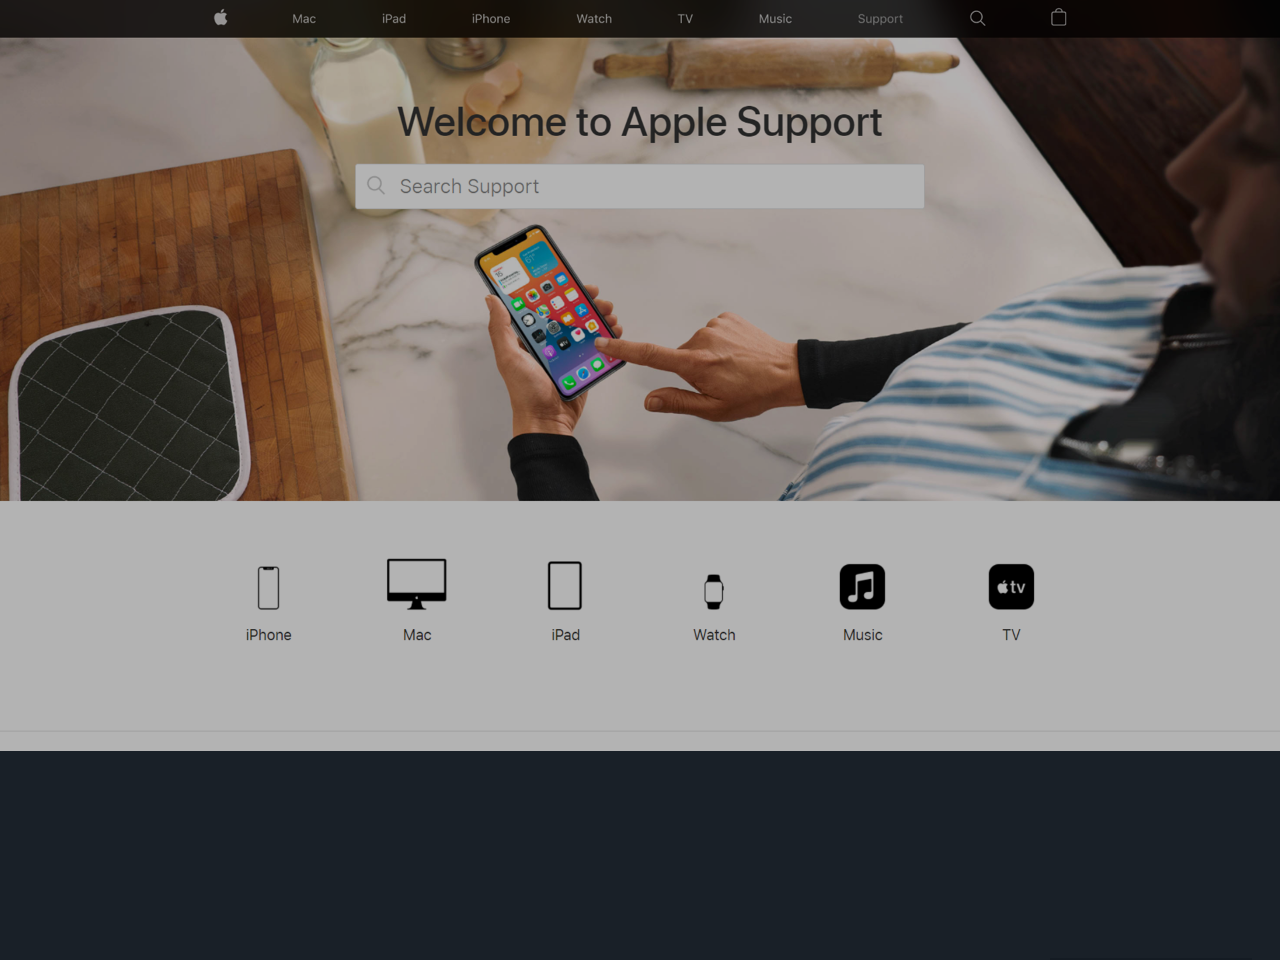 Mac
iPad
iPhone
Watch
TV
Music
Support
Welcome to Apple Support
Search Support
tv
iPhone
Mac
iPad
Watch
Music
TV